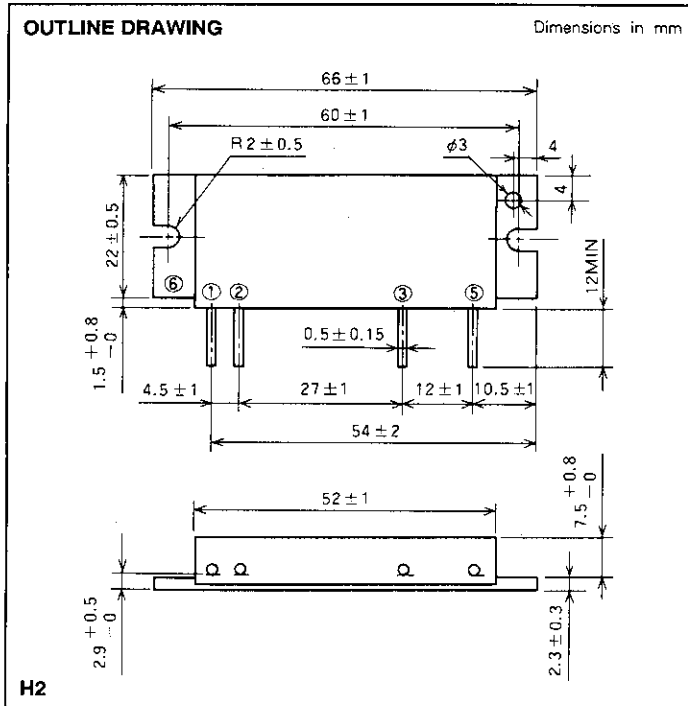 OUTLINE DRAWING
Dimensions in mm
66±1
60±1
R2±0.5
φ3
4
4
22±0.5
12MIN
⑥
① ② ③ ⑤
0.5±0.15
1.5 +0.8 −0
4.5±1
27±1
12±1
10.5±1
54±2
52±1
7.5 +0.8 −0
2.9 +0.5 −0
2.3±0.3
H2